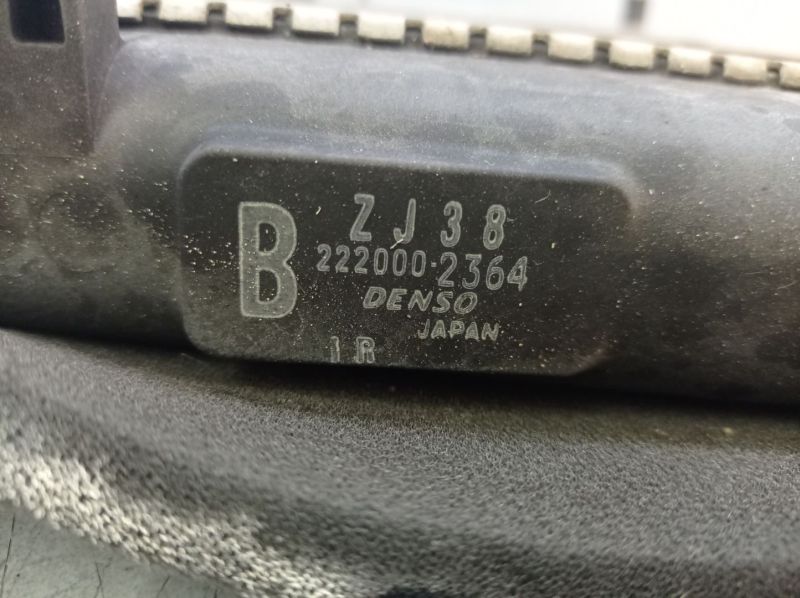 B
ZJ38
222000-2364
DENSO
JAPAN
1R